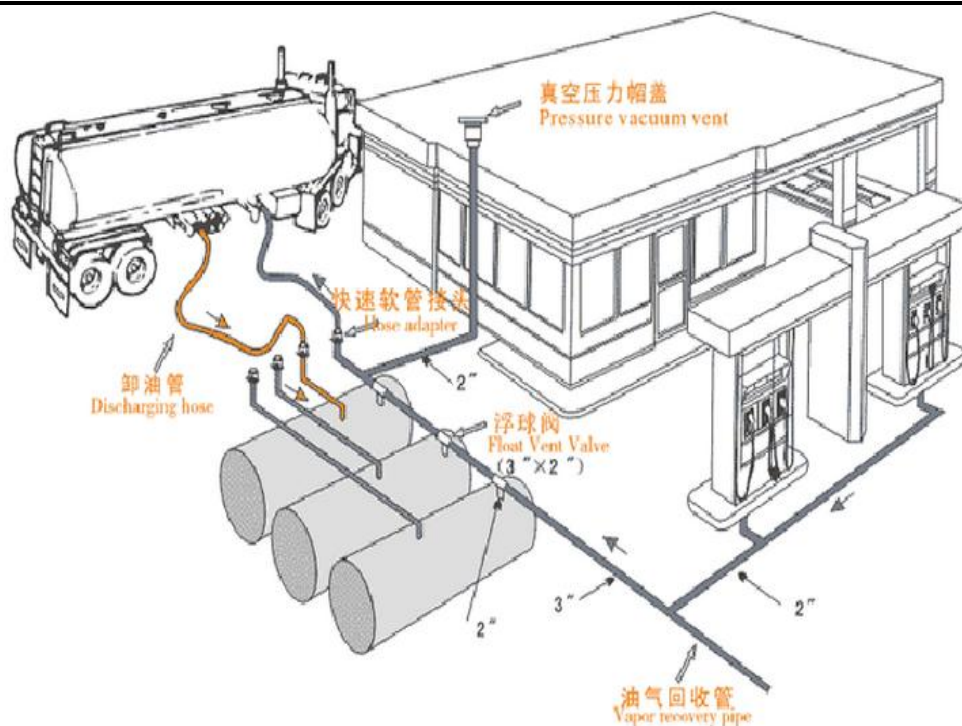 真空压力帽盖
Pressure vacuum vent
快速软管接头
Hose adapter
2"
卸油管
Discharging hose
浮球阀
Float Vent Valve
(3"×2")
3"
2"
2"
油气回收管
Vapor recovery pipe